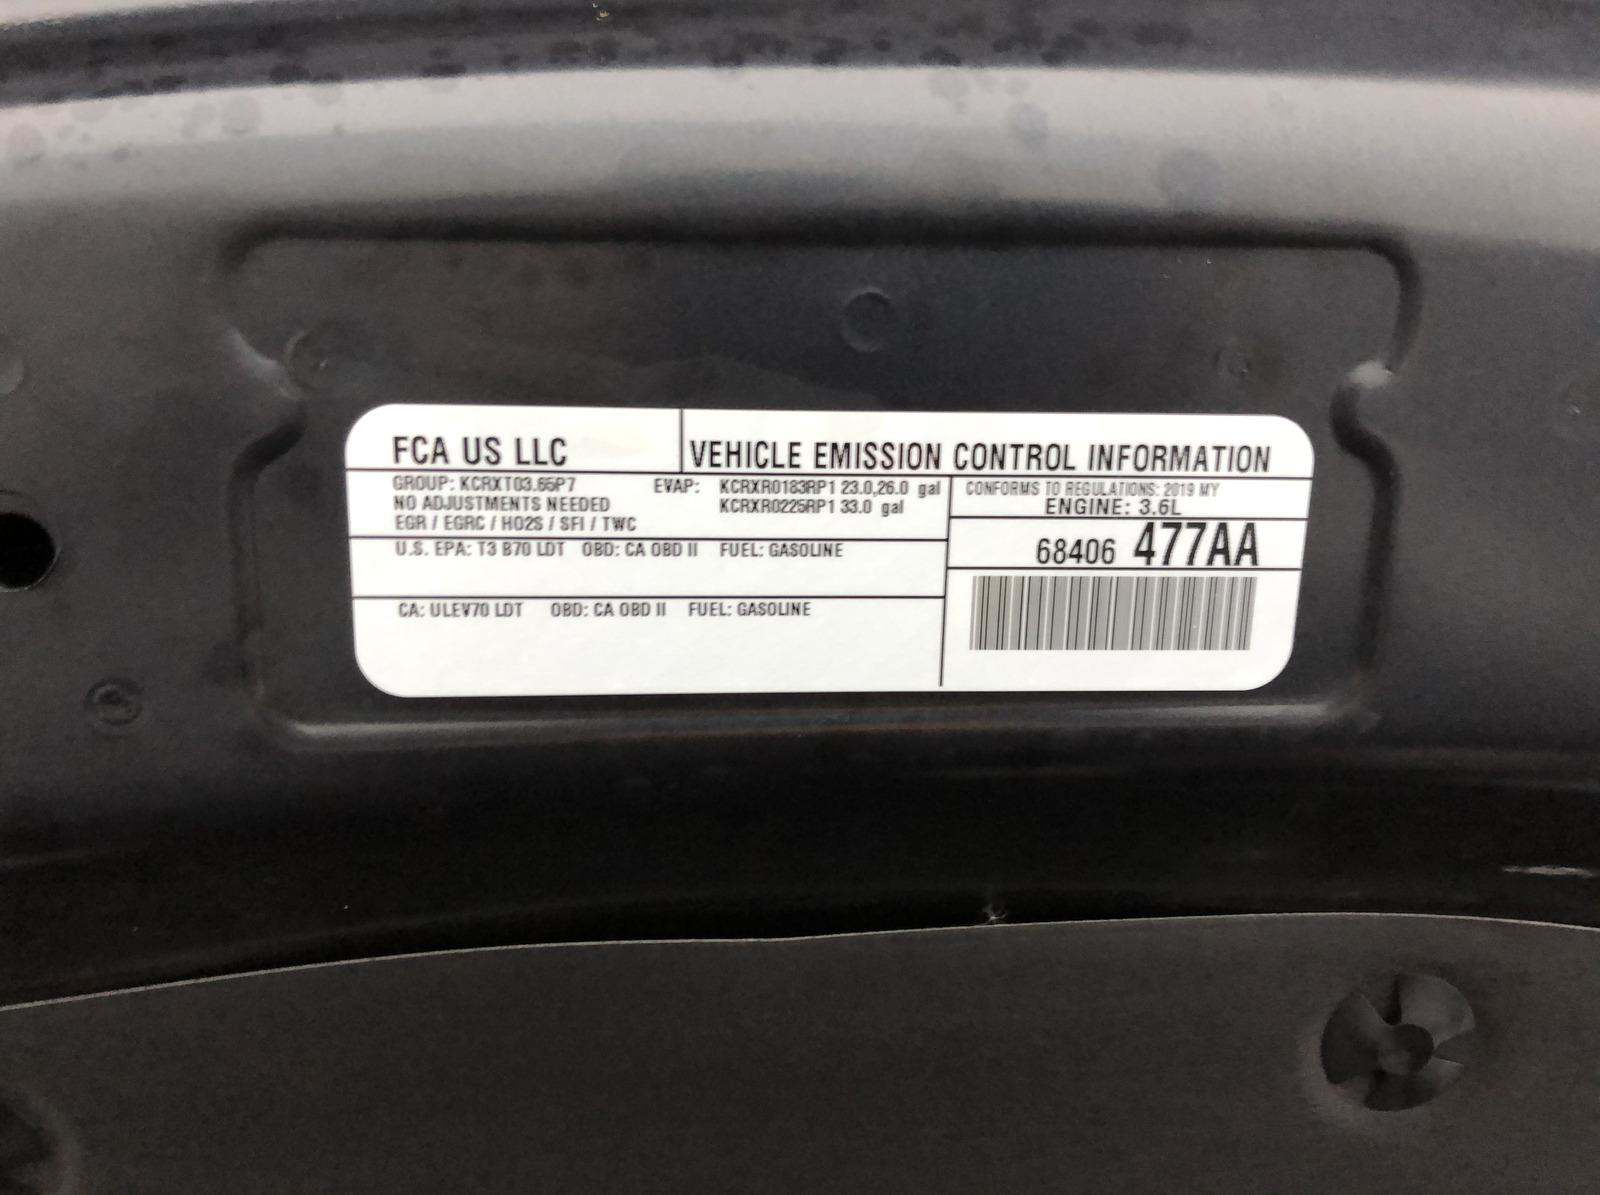 FCA US LLC
VEHICLE EMISSION CONTROL INFORMATION
GROUP: KCRXT03.65P7
NO ADJUSTMENTS NEEDED
EGR / EGRC / HO2S / SFI / TWC
EVAP: KCRXR0183RP1 23.0,26.0 gal
KCRXR0225RP1 33.0 gal
CONFORMS TO REGULATIONS: 2019 MY
ENGINE: 3.6L
68406 477AA
U.S. EPA: T3 B70 LDT OBD: CA OBD II FUEL: GASOLINE
CA: ULEV70 LDT OBD: CA OBD II FUEL: GASOLINE